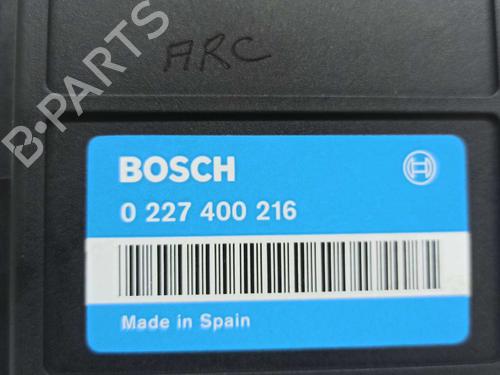 ARC
B-PARTS
BOSCH
0 227 400 216
Made in Spain